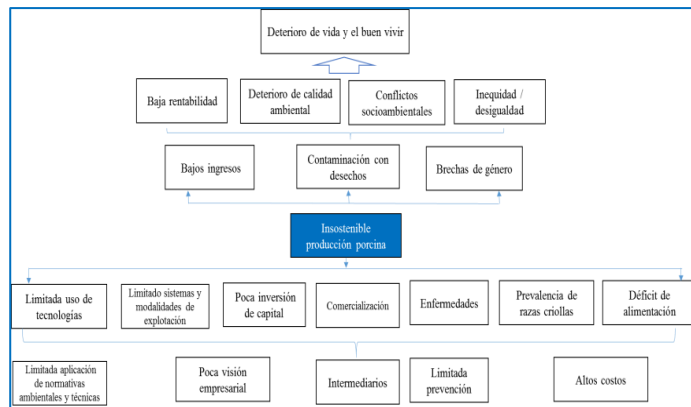 Deterioro de vida y el buen vivir
Baja rentabilidad
Deterioro de calidad
ambiental
Conflictos
socioambientales
Inequidad /
desigualdad
Bajos ingresos
Contaminación con
desechos
Brechas de género
Insostenible
producción porcina
Limitada uso de
tecnologías
Limitado sistemas y
modalidades de
explotación
Poca inversión
de capital
Comercialización
Enfermedades
Prevalencia de
razas criollas
Déficit de
alimentación
Limitada aplicación
de normativas
ambientales y técnicas
Poca visión
empresarial
Intermediarios
Limitada
prevención
Altos costos